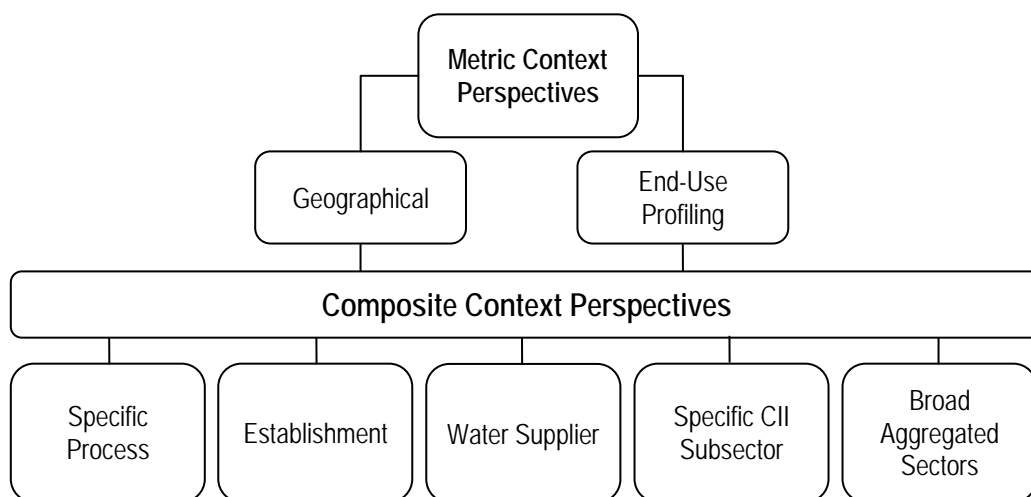 Metric Context
Perspectives
Geographical
End-Use
Profiling
Composite Context Perspectives
Specific
Process
Establishment
Water Supplier
Specific CII
Subsector
Broad
Aggregated
Sectors